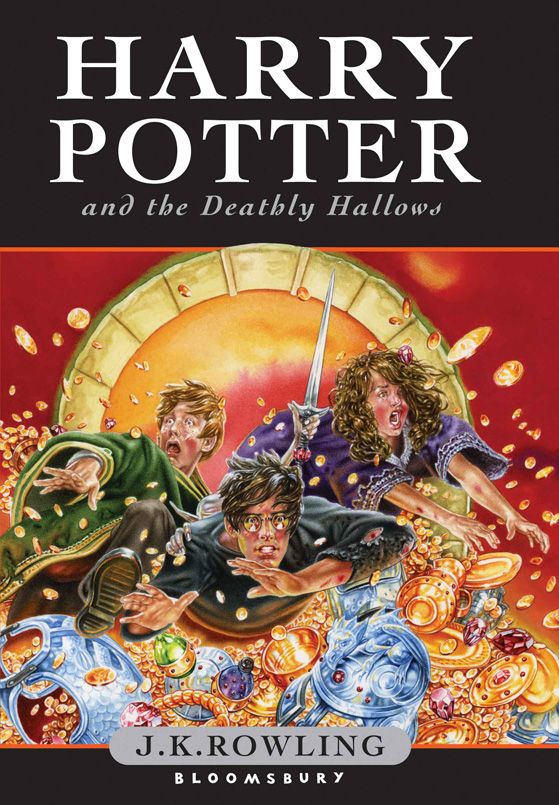 HARRY
POTTER
and the Deathly Hallows
J.K.ROWLING
BLOOMSBURY